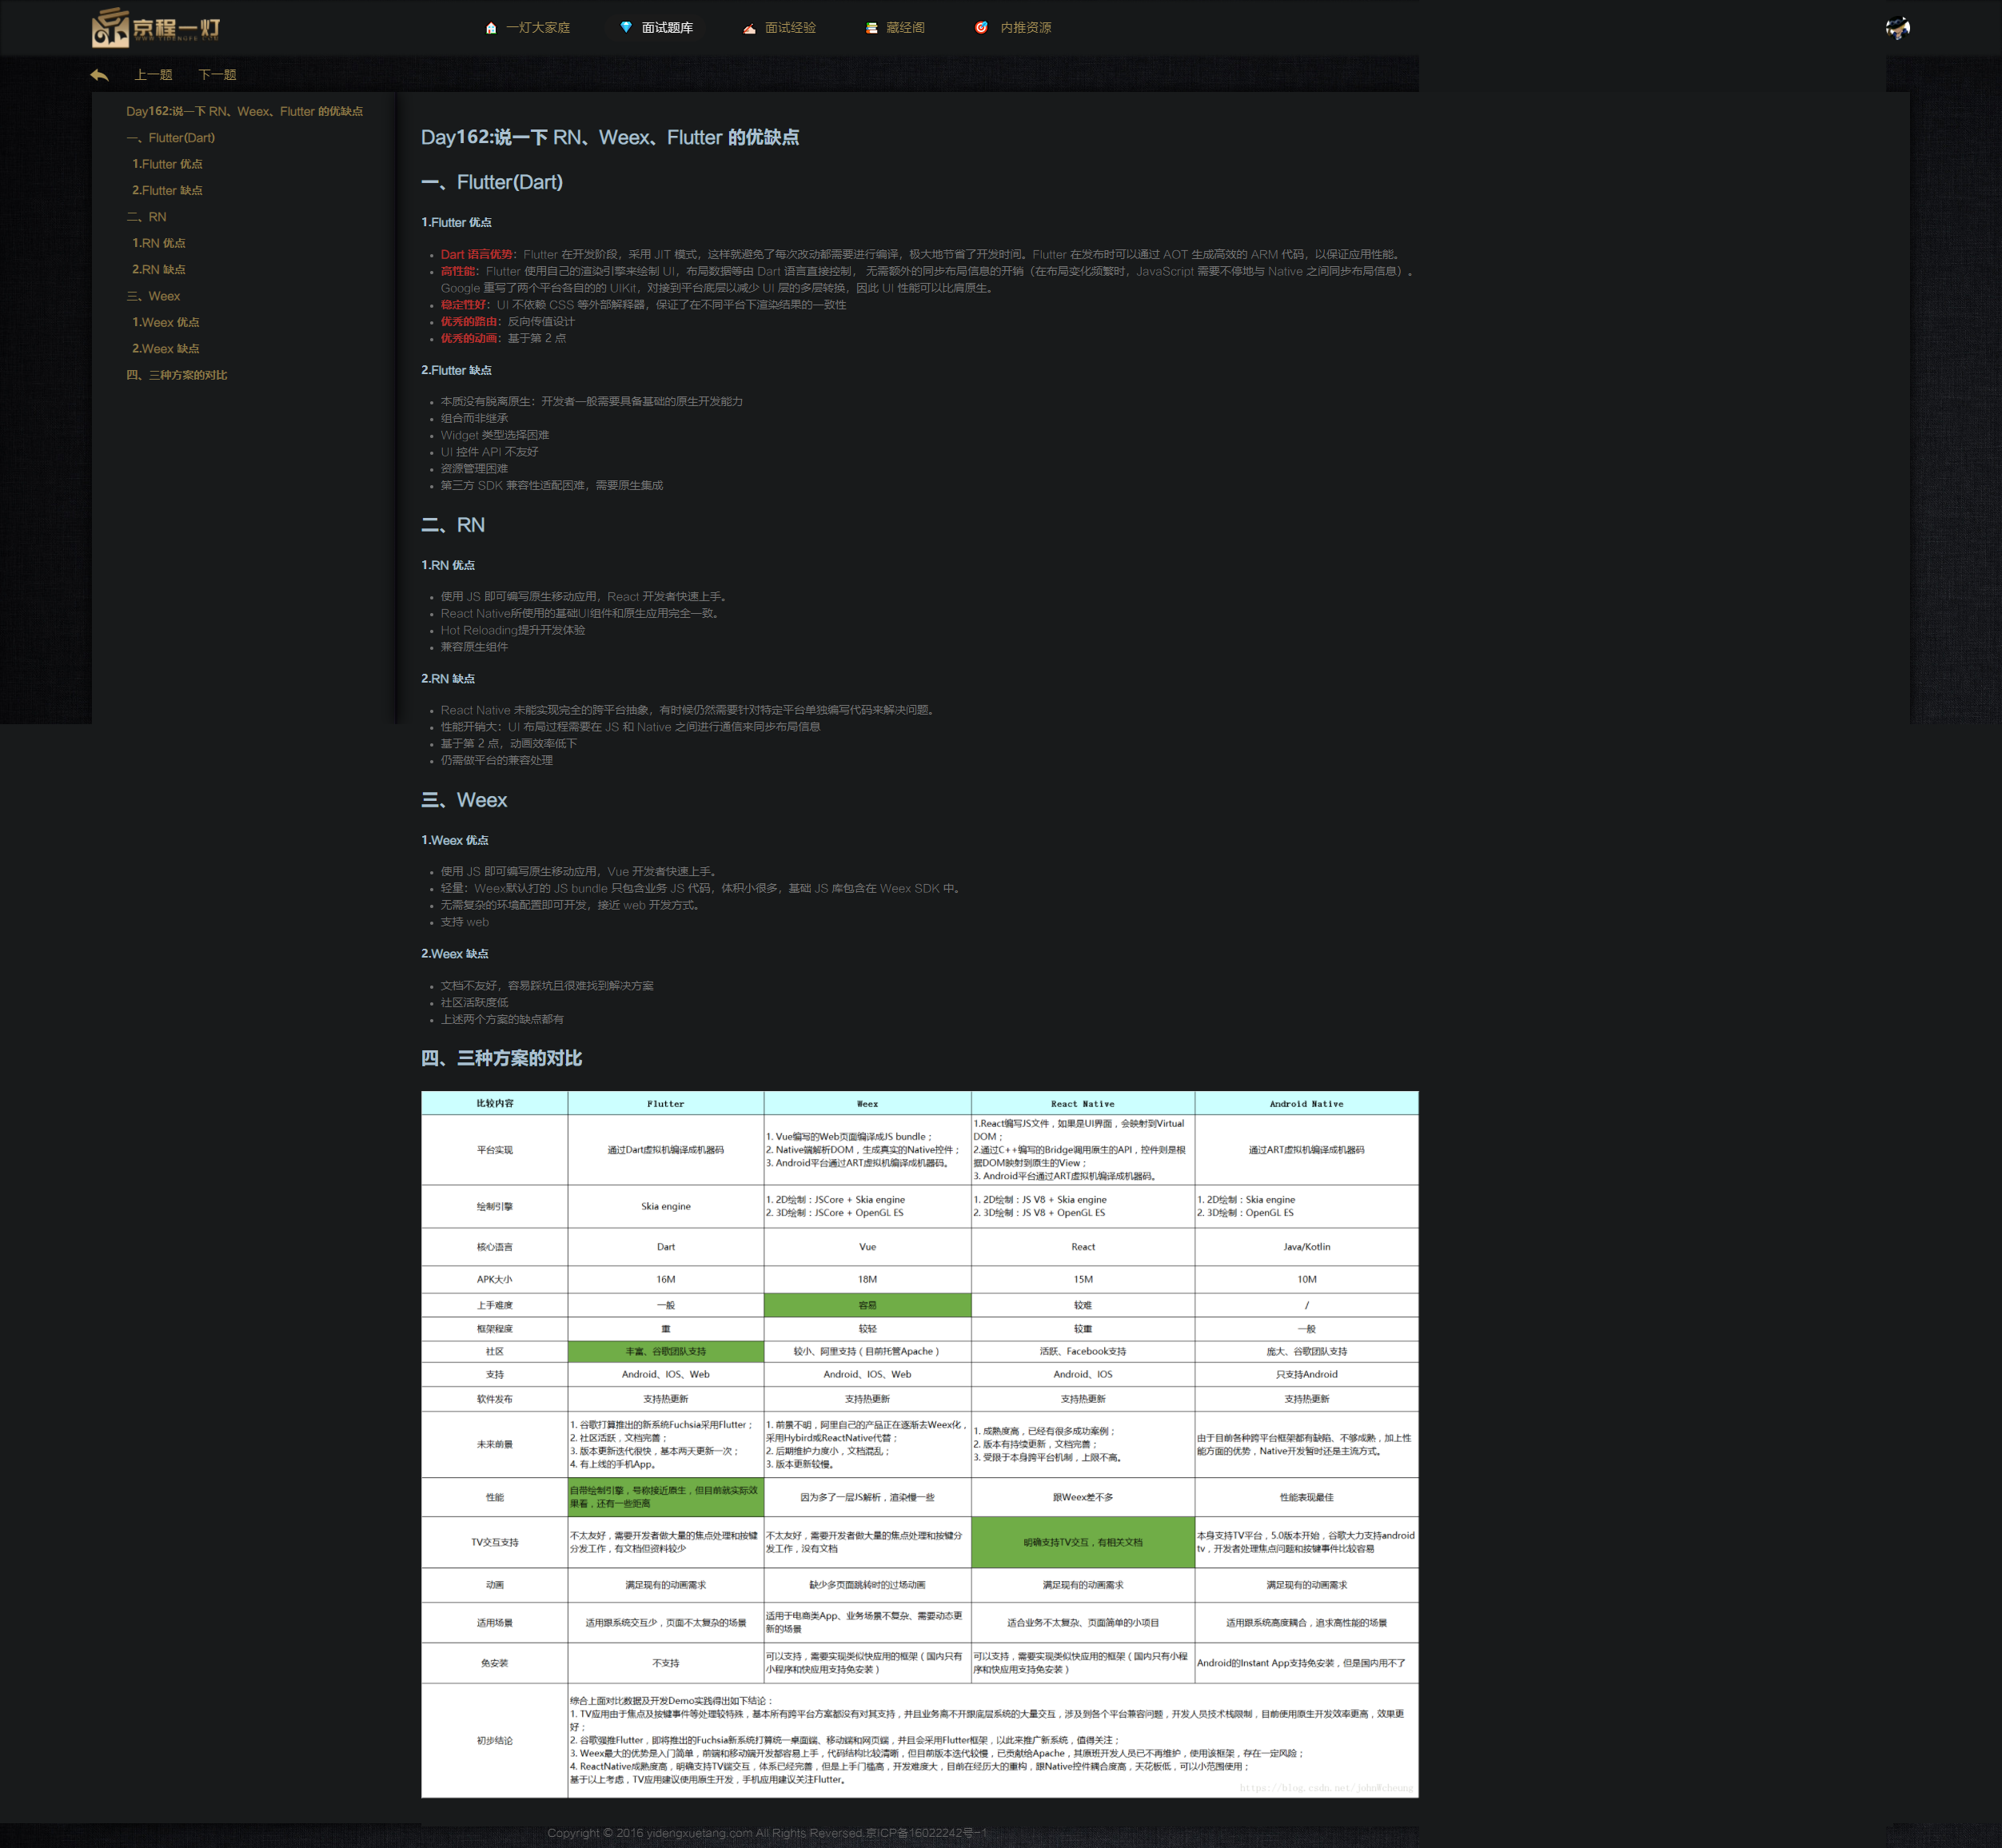 京程一灯
WWW.YIDENGFE.COM
一灯大家庭
面试题库
面试经验
藏经阁
内推资源
上一题
下一题
Day162:说一下 RN、Weex、Flutter 的优缺点
一、Flutter(Dart)
1.Flutter 优点
2.Flutter 缺点
二、RN
1.RN 优点
2.RN 缺点
三、Weex
1.Weex 优点
2.Weex 缺点
四、三种方案的对比
Day162:说一下 RN、Weex、Flutter 的优缺点
一、Flutter(Dart)
1.Flutter 优点
Dart 语言优势：Flutter 在开发阶段，采用 JIT 模式，这样就避免了每次改动都需要进行编译，极大地节省了开发时间。Flutter 在发布时可以通过 AOT 生成高效的 ARM 代码，以保证应用性能。
高性能：Flutter 使用自己的渲染引擎来绘制 UI，布局数据等由 Dart 语言直接控制， 无需额外的同步布局信息的开销（在布局变化频繁时，JavaScript 需要不停地与 Native 之间同步布局信息）。
Google 重写了两个平台各自的的 UIKit，对接到平台底层以减少 UI 层的多层转换，因此 UI 性能可以比肩原生。
稳定性好：UI 不依赖 CSS 等外部解释器，保证了在不同平台下渲染结果的一致性
优秀的路由：反向传值设计
优秀的动画：基于第 2 点
2.Flutter 缺点
本质没有脱离原生：开发者一般需要具备基础的原生开发能力
组合而非继承
Widget 类型选择困难
UI 控件 API 不友好
资源管理困难
第三方 SDK 兼容性适配困难，需要原生集成
二、RN
1.RN 优点
使用 JS 即可编写原生移动应用，React 开发者快速上手。
React Native所使用的基础UI组件和原生应用完全一致。
Hot Reloading提升开发体验
兼容原生组件
2.RN 缺点
React Native 未能实现完全的跨平台抽象，有时候仍然需要针对特定平台单独编写代码来解决问题。
性能开销大：UI 布局过程需要在 JS 和 Native 之间进行通信来同步布局信息
基于第 2 点，动画效率低下
仍需做平台的兼容处理
三、Weex
1.Weex 优点
使用 JS 即可编写原生移动应用，Vue 开发者快速上手。
轻量：Weex默认打的 JS bundle 只包含业务 JS 代码，体积小很多，基础 JS 库包含在 Weex SDK 中。
无需复杂的环境配置即可开发，接近 web 开发方式。
支持 web
2.Weex 缺点
文档不友好，容易踩坑且很难找到解决方案
社区活跃度低
上述两个方案的缺点都有
四、三种方案的对比
比较内容 Flutter Weex React Native Android Native
平台实现
通过Dart虚拟机编译成机器码
1. Vue编写的Web页面编译成JS bundle；
2. Native端解析DOM，生成真实的Native控件；
3. Android平台通过ART虚拟机编译成机器码。
1.React编写JS文件，如果是UI界面，会映射到Virtual
DOM；
2.通过C++编写的Bridge调用原生的API，控件则是根
据DOM映射到原生的View；
3. Android平台通过ART虚拟机编译成机器码。
通过ART虚拟机编译成机器码
绘制引擎
Skia engine
1. 2D绘制：JSCore + Skia engine
2. 3D绘制：JSCore + OpenGL ES
1. 2D绘制：JS V8 + Skia engine
2. 3D绘制：JS V8 + OpenGL ES
1. 2D绘制：Skia engine
2. 3D绘制：OpenGL ES
核心语言 Dart Vue React Java/Kotlin
APK大小 16M 18M 15M 10M
上手难度 一般 容易 较难 /
框架程度 重 较轻 较重 一般
社区 丰富、谷歌团队支持 较小、阿里支持（目前托管Apache） 活跃、Facebook支持 庞大、谷歌团队支持
支持 Android、IOS、Web Android、IOS、Web Android、IOS 只支持Android
软件发布 支持热更新 支持热更新 支持热更新 支持热更新
未来前景
1. 谷歌打算推出的新系统Fuchsia采用Flutter；
2. 社区活跃，文档完善；
3. 版本更新迭代很快，基本两天更新一次；
4. 有上线的手机App。
1. 前景不明，阿里自己的产品正在逐渐去Weex化，
采用Hybird或ReactNative代替；
2. 后期维护力度小，文档混乱；
3. 版本更新较慢。
1. 成熟度高，已经有很多成功案例；
2. 版本有持续更新，文档完善；
3. 受限于本身跨平台机制，上限不高。
由于目前各种跨平台框架都有缺陷、不够成熟，加上性
能方面的优势，Native开发暂时还是主流方式。
性能
自带绘制引擎，号称接近原生，但目前就实际效
果看，还有一些距离
因为多了一层JS解析，渲染慢一些
跟Weex差不多
性能表现最佳
TV交互支持
不太友好，需要开发者做大量的焦点处理和按键
分发工作，有文档但资料较少
不太友好，需要开发者做大量的焦点处理和按键分
发工作，没有文档
明确支持TV交互，有相关文档
本身支持TV平台，5.0版本开始，谷歌大力支持android
tv，开发者处理焦点问题和按键事件比较容易
动画 满足现有的动画需求 缺少多页面跳转时的过场动画 满足现有的动画需求 满足现有的动画需求
适用场景
适用跟系统交互少，页面不太复杂的场景
适用于电商类App、业务场景不复杂、需要动态更
新的场景
适合业务不太复杂、页面简单的小项目
适用跟系统高度耦合，追求高性能的场景
免安装
不支持
可以支持，需要实现类似快应用的框架（国内只有
小程序和快应用支持免安装）
可以支持，需要实现类似快应用的框架（国内只有小程
序和快应用支持免安装）
Android的Instant App支持免安装，但是国内用不了
初步结论
综合上面对比数据及开发Demo实践得出如下结论：
1. TV应用由于焦点及按键事件等处理较特殊，基本所有跨平台方案都没有对其支持，并且业务离不开跟底层系统的大量交互，涉及到各个平台兼容问题，开发人员技术栈限制，目前使用原生开发效率更高，效果更
好；
2. 谷歌强推Flutter，即将推出的Fuchsia新系统打算统一桌面端、移动端和网页端，并且会采用Flutter框架，以此来推广新系统，值得关注；
3. Weex最大的优势是入门简单，前端和移动端开发都容易上手，代码结构比较清晰，但目前版本迭代较慢，已贡献给Apache，其原班开发人员已不再维护，使用该框架，存在一定风险；
4. ReactNative成熟度高，明确支持TV端交互，体系已经完善，但是上手门槛高，开发难度大，目前在经历大的重构，跟Native控件耦合度高，天花板低，可以小范围使用；
基于以上考虑，TV应用建议使用原生开发，手机应用建议关注Flutter。
https://blog.csdn.net/johnWcheung
Copyright © 2016 yidengxuetang.com All Rights Reversed.京ICP备16022242号-1